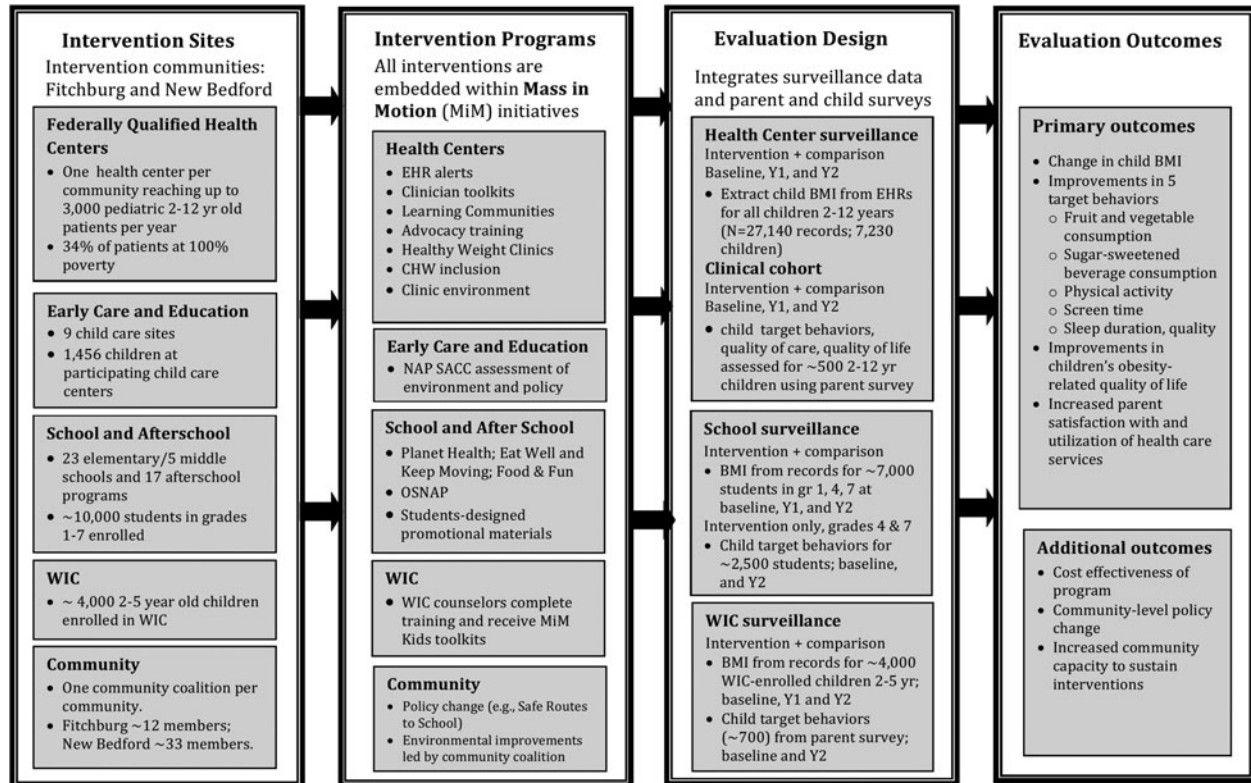 Intervention Sites
Intervention communities:
Fitchburg and New Bedford
Federally Qualified Health
Centers
• One health center per
community reaching up to
3,000 pediatric 2-12 yr old
patients per year
• 34% of patients at 100%
poverty
Early Care and Education
• 9 child care sites
• 1,456 children at
participating child care
centers
School and Afterschool
• 23 elementary/5 middle
schools and 17 afterschool
programs
• ~10,000 students in grades
1-7 enrolled
WIC
• ~ 4,000 2-5 year old children
enrolled in WIC
Community
• One community coalition per
community.
• Fitchburg ~12 members;
New Bedford ~33 members.
Intervention Programs
All interventions are
embedded within Mass in
Motion (MiM) initiatives
Health Centers
• EHR alerts
• Clinician toolkits
• Learning Communities
• Advocacy training
• Healthy Weight Clinics
• CHW inclusion
• Clinic environment
Early Care and Education
• NAP SACC assessment of
environment and policy
School and After School
• Planet Health; Eat Well and
Keep Moving; Food & Fun
• OSNAP
• Students-designed
promotional materials
WIC
• WIC counselors complete
training and receive MiM
Kids toolkits
Community
• Policy change (e.g., Safe Routes
to School)
• Environmental improvements
led by community coalition
Evaluation Design
Integrates surveillance data
and parent and child surveys
Health Center surveillance
Intervention + comparison
Baseline, Y1, and Y2
• Extract child BMI from EHRs
for all children 2-12 years
(N=27,140 records; 7,230
children)
Clinical cohort
Intervention + comparison
Baseline, Y1, and Y2
• child target behaviors,
quality of care, quality of life
assessed for ~500 2-12 yr
children using parent survey
School surveillance
Intervention + comparison
• BMI from records for ~7,000
students in gr 1, 4, 7 at
baseline, Y1, and Y2
Intervention only, grades 4 & 7
• Child target behaviors for
~2,500 students; baseline,
and Y2
WIC surveillance
Intervention + comparison
• BMI from records for ~4,000
WIC-enrolled children 2-5 yr;
baseline, Y1 and Y2
• Child target behaviors
(~700) from parent survey;
baseline and Y2
Evaluation Outcomes
Primary outcomes
• Change in child BMI
• Improvements in 5
target behaviors
o Fruit and vegetable
consumption
o Sugar-sweetened
beverage consumption
o Physical activity
o Screen time
o Sleep duration, quality
• Improvements in
children's obesity-
related quality of life
• Increased parent
satisfaction with and
utilization of health care
services
Additional outcomes
• Cost effectiveness of
program
• Community-level policy
change
• Increased community
capacity to sustain
interventions